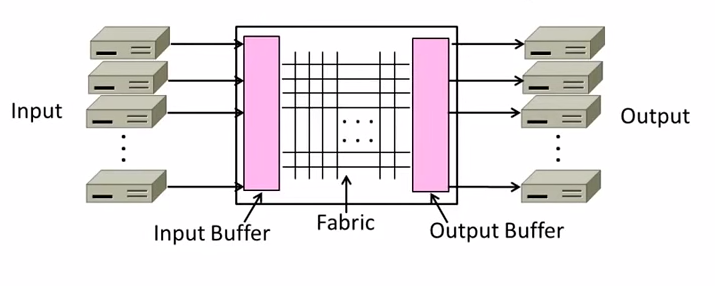 Input
Output
Input Buffer
Fabric
Output Buffer